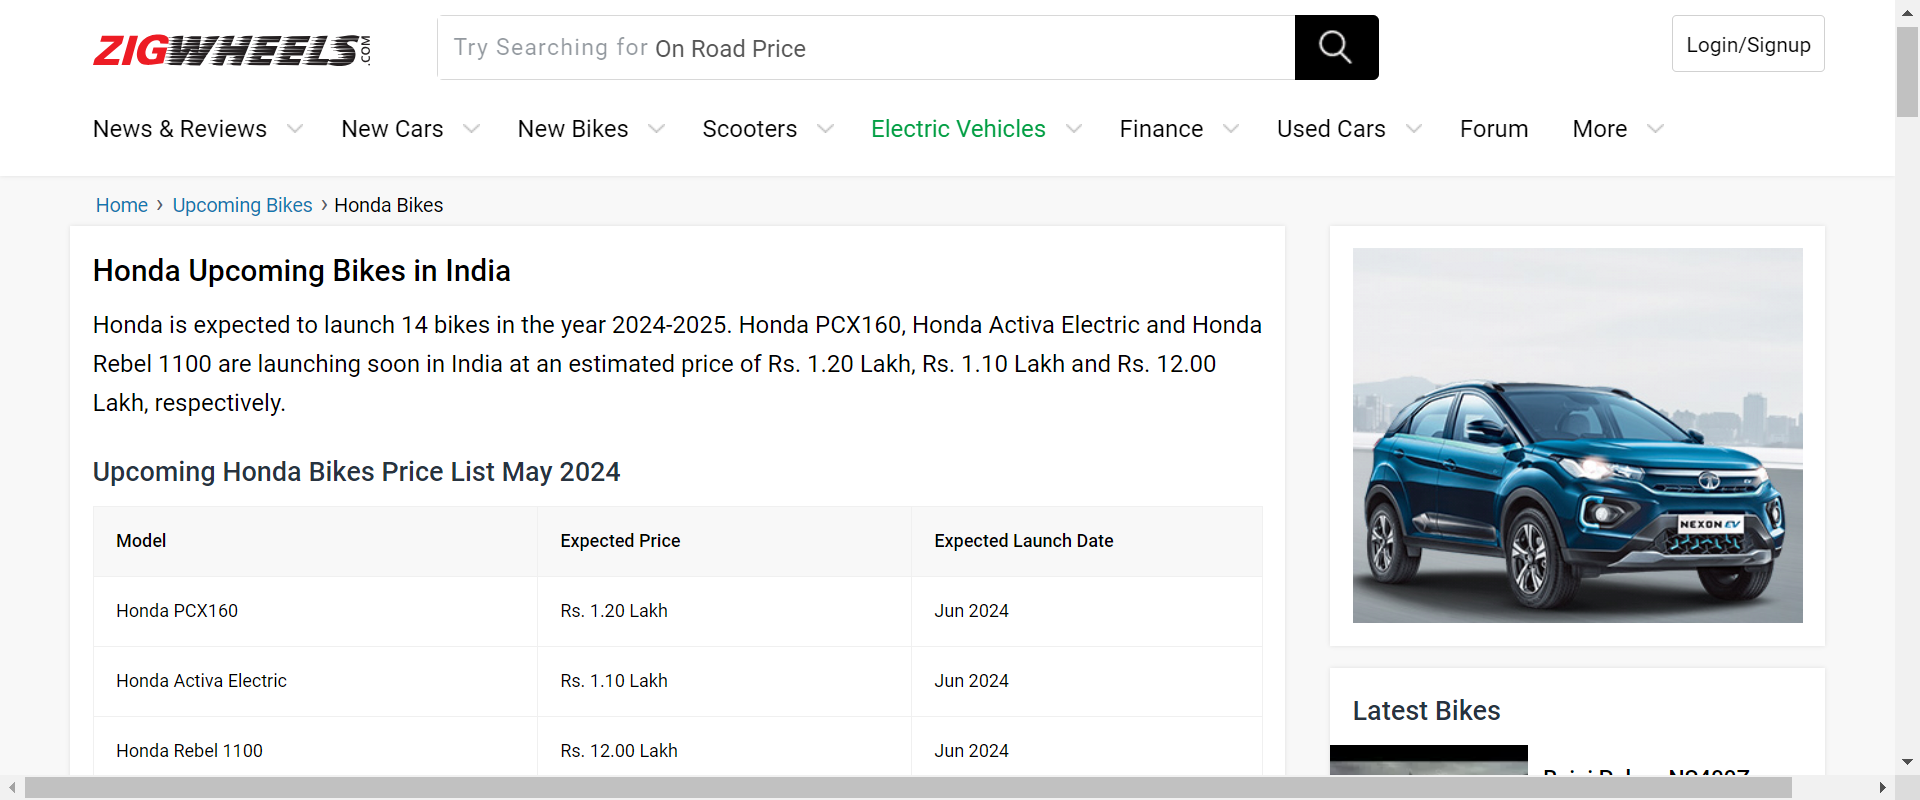 ZIGWHEELS.COM
Try Searching for On Road Price
Login/Signup
News & Reviews New Cars New Bikes Scooters Electric Vehicles Finance Used Cars Forum More
Home › Upcoming Bikes › Honda Bikes
Honda Upcoming Bikes in India
Honda is expected to launch 14 bikes in the year 2024-2025. Honda PCX160, Honda Activa Electric and Honda
Rebel 1100 are launching soon in India at an estimated price of Rs. 1.20 Lakh, Rs. 1.10 Lakh and Rs. 12.00
Lakh, respectively.
Upcoming Honda Bikes Price List May 2024
Model Expected Price Expected Launch Date
Honda PCX160 Rs. 1.20 Lakh Jun 2024
Honda Activa Electric Rs. 1.10 Lakh Jun 2024
Honda Rebel 1100 Rs. 12.00 Lakh Jun 2024
NEXON EV
Latest Bikes